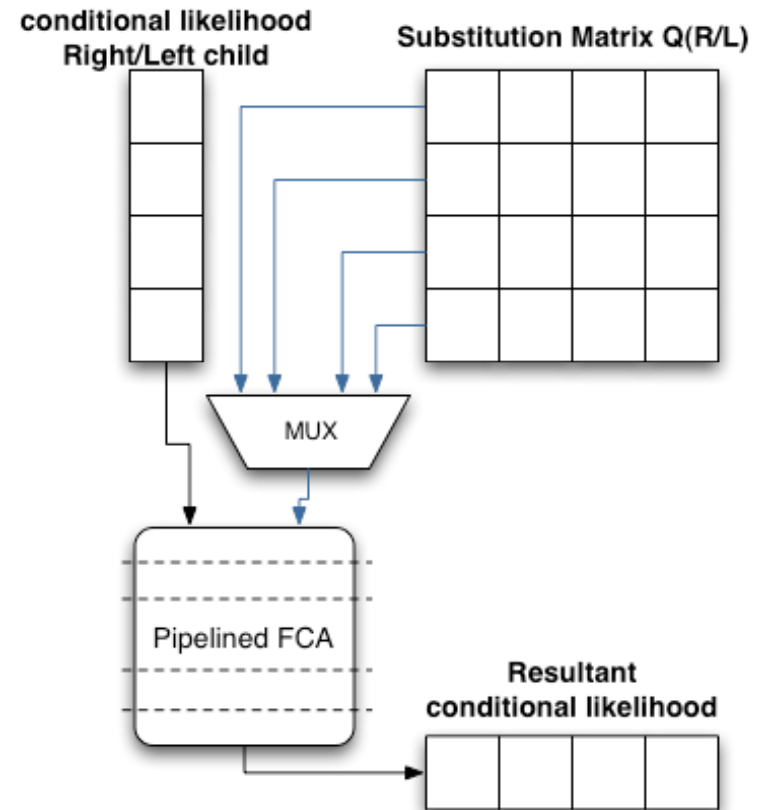 conditional likelihood
Right/Left child
Substitution Matrix Q(R/L)
MUX
Pipelined FCA
Resultant
conditional likelihood